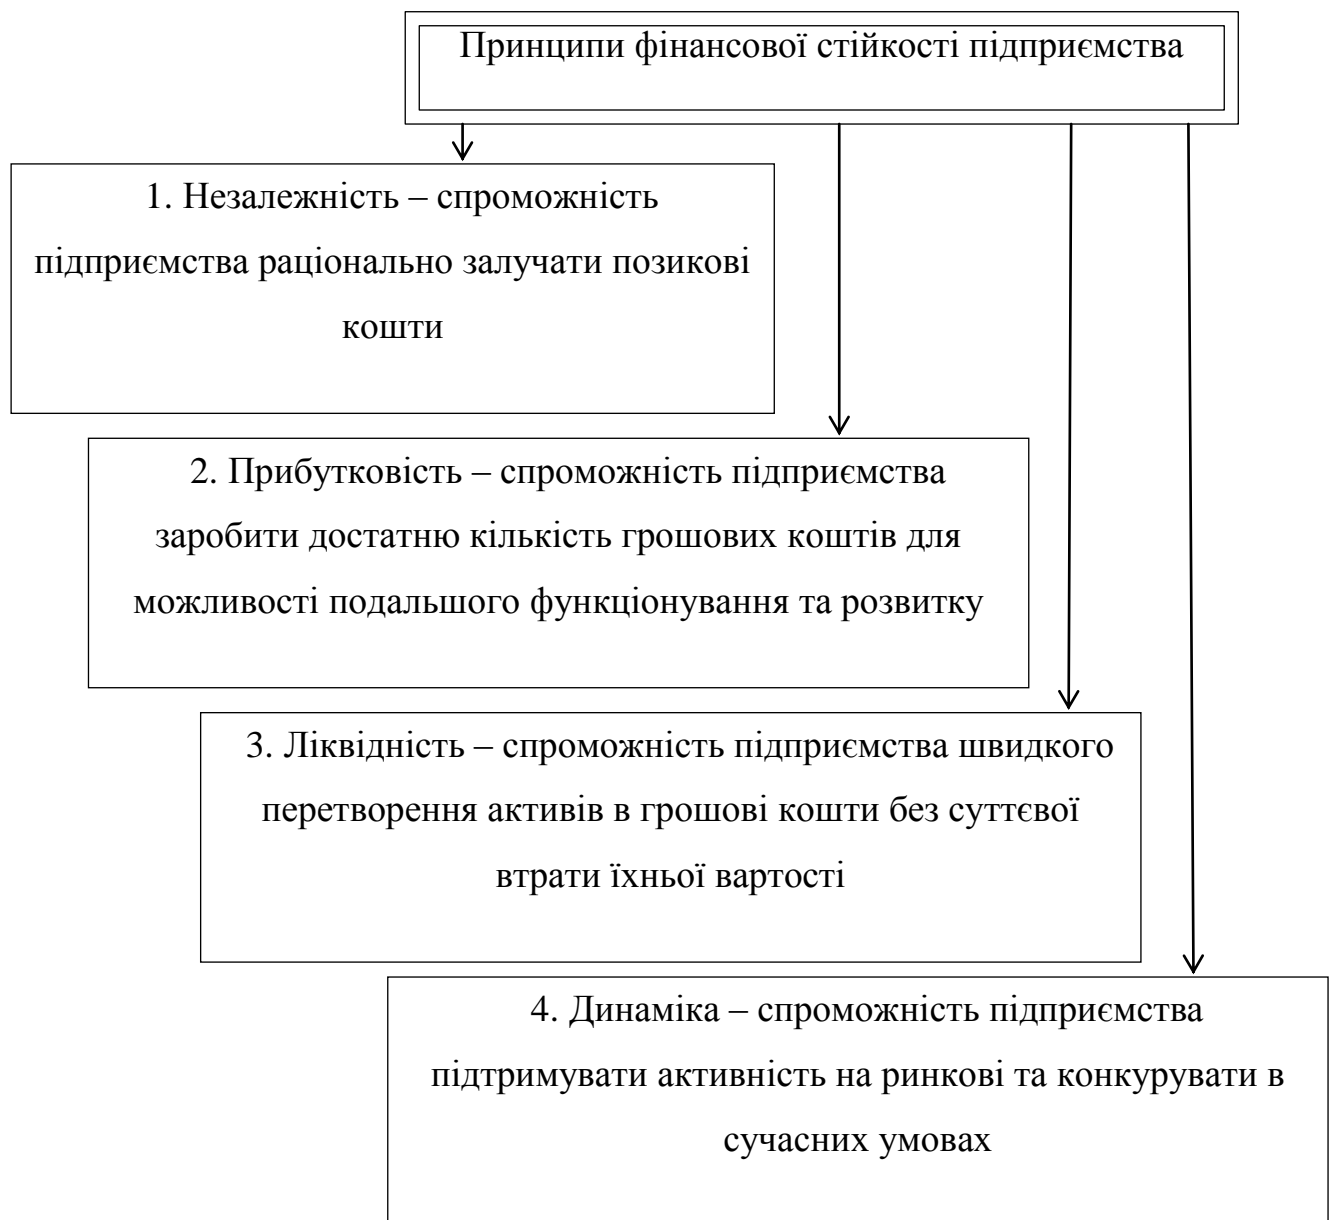 Принципи фінансової стійкості підприємства
1. Незалежність – спроможність
підприємства раціонально залучати позикові
кошти
2. Прибутковість – спроможність підприємства
заробити достатню кількість грошових коштів для
можливості подальшого функціонування та розвитку
3. Ліквідність – спроможність підприємства швидкого
перетворення активів в грошові кошти без суттєвої
втрати їхньої вартості
4. Динаміка – спроможність підприємства
підтримувати активність на ринкові та конкурувати в
сучасних умовах